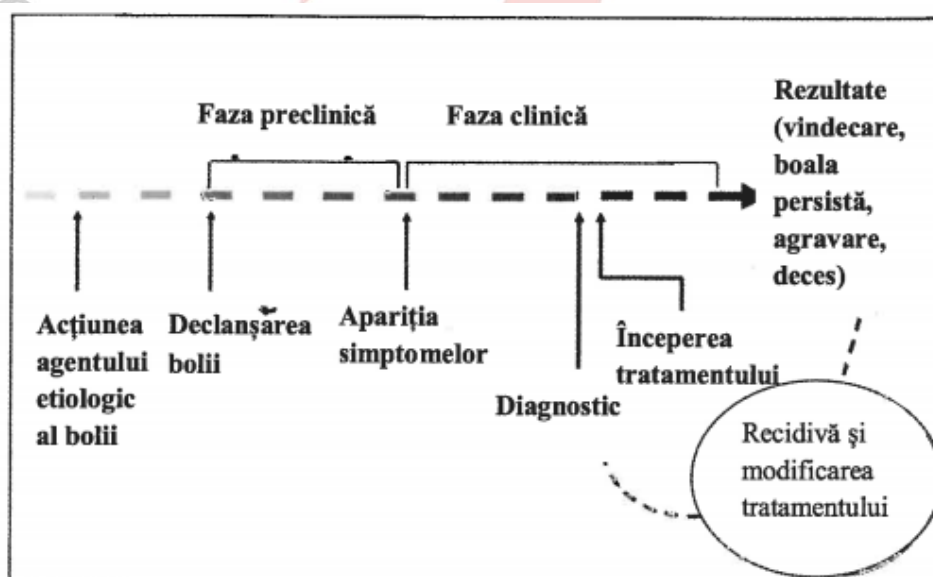 Faza preclinică
Faza clinică
Rezultate
(vindecare,
boala
persistă,
agravare,
deces)
Acțiunea
agentului
etiologic
al bolii
Declanșarea
bolii
Apariția
simptomelor
Diagnostic
Începerea
tratamentului
Recidivă și
modificarea
tratamentului